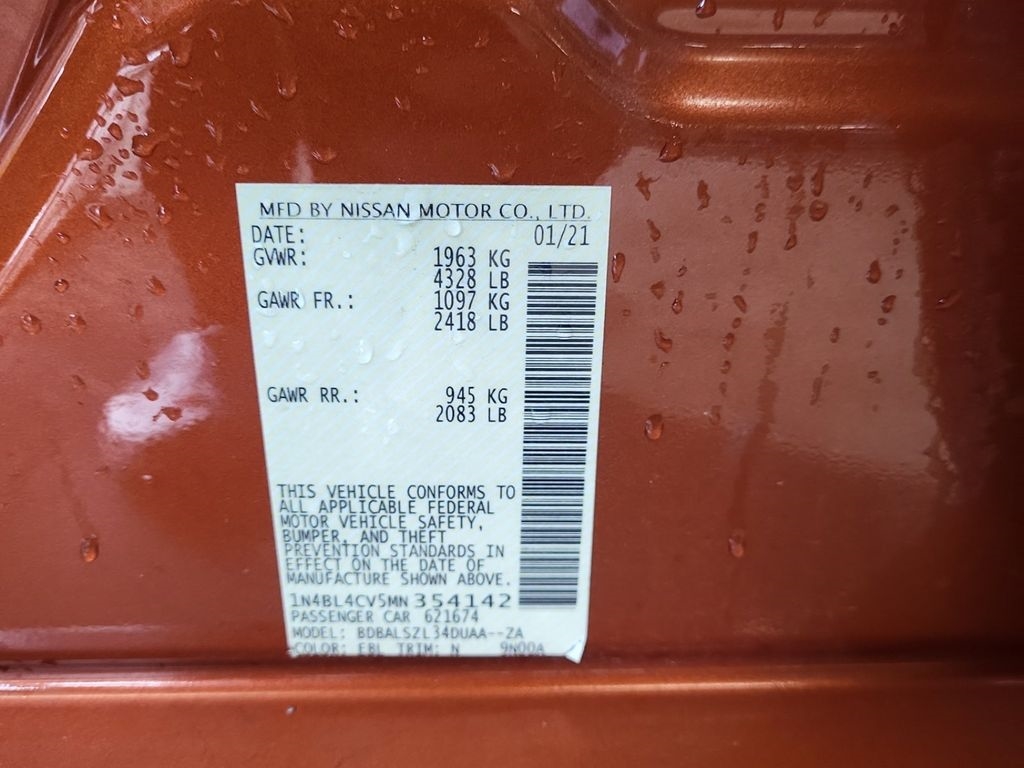 MFD BY NISSAN MOTOR CO., LTD.
DATE: 01/21
GVWR: 1963 KG
4328 LB
GAWR FR.: 1097 KG
2418 LB
GAWR RR.: 945 KG
2083 LB
THIS VEHICLE CONFORMS TO
ALL APPLICABLE FEDERAL
MOTOR VEHICLE SAFETY,
BUMPER, AND THEFT
PREVENTION STANDARDS IN
EFFECT ON THE DATE OF
MANUFACTURE SHOWN ABOVE.
1N4BL4CV5MN354142
PASSENGER CAR 621674
MODEL: BDBALSZL34DUAA--ZA
COLOR: EBL TRIM: N 9N00A